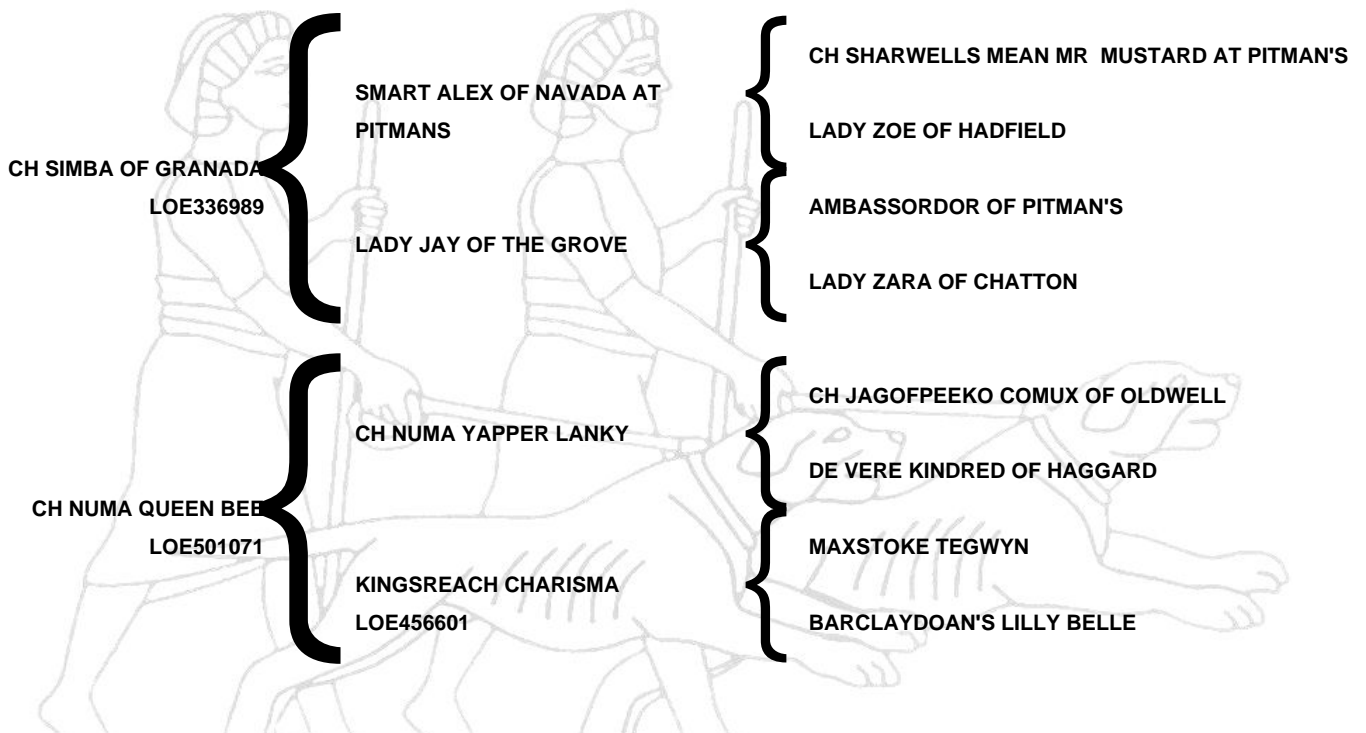 CH SHARWELLS MEAN MR  MUSTARD AT PITMAN'S
SMART ALEX OF NAVADA AT
PITMANS
LADY ZOE OF HADFIELD
CH SIMBA OF GRANADA
LOE336989
AMBASSORDOR OF PITMAN'S
LADY JAY OF THE GROVE
LADY ZARA OF CHATTON
CH JAGOFPEEKO COMUX OF OLDWELL
CH NUMA YAPPER LANKY
DE VERE KINDRED OF HAGGARD
CH NUMA QUEEN BEE
LOE501071
MAXSTOKE TEGWYN
KINGSREACH CHARISMA
LOE456601
BARCLAYDOAN'S LILLY BELLE